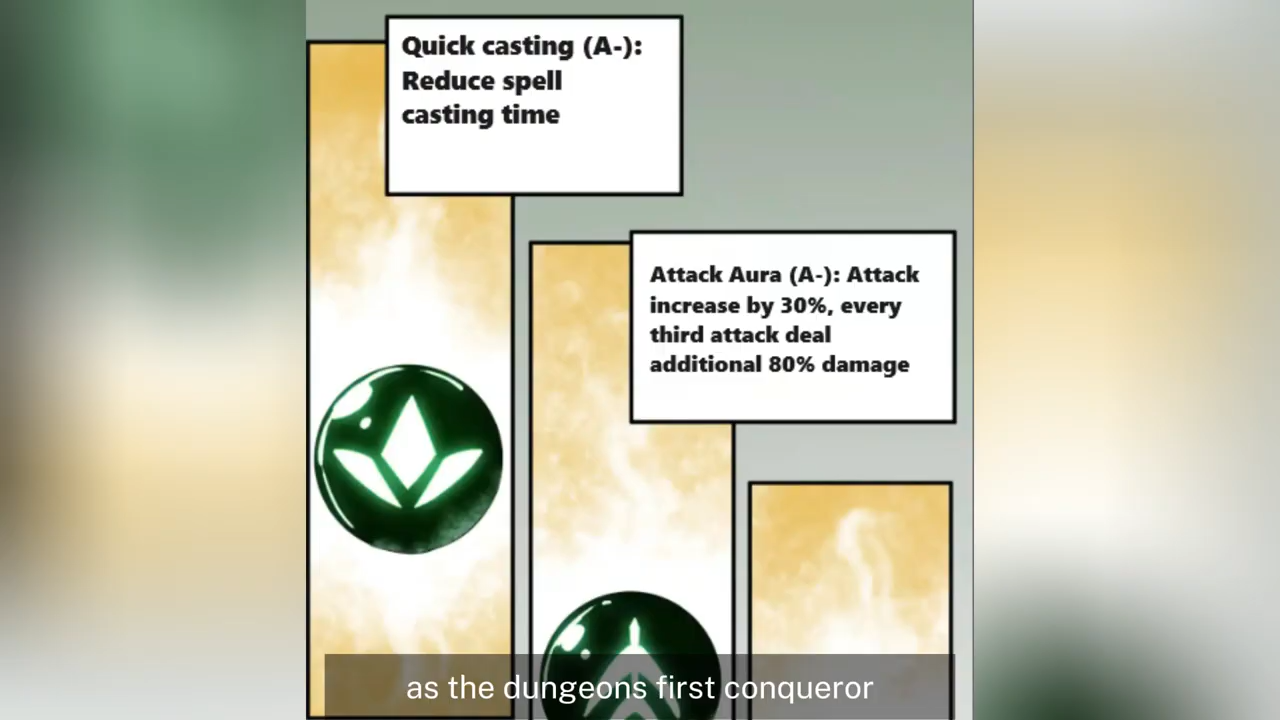 Quick casting (A-):
Reduce spell
casting time
Attack Aura (A-): Attack
increase by 30%, every
third attack deal
additional 80% damage
as the dungeons first conqueror